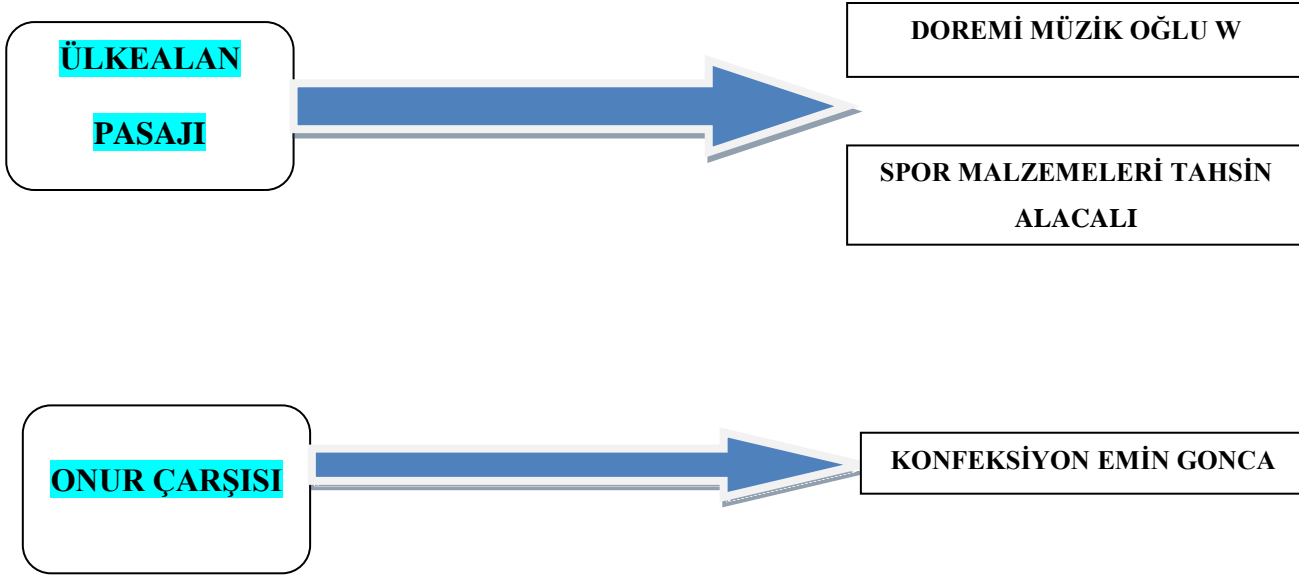 ÜLKEALAN
PASAJI
DOREMİ MÜZİK OĞLU W
SPOR MALZEMELERİ TAHSİN
ALACALI
ONUR ÇARŞISI
KONFEKSİYON EMİN GONCA